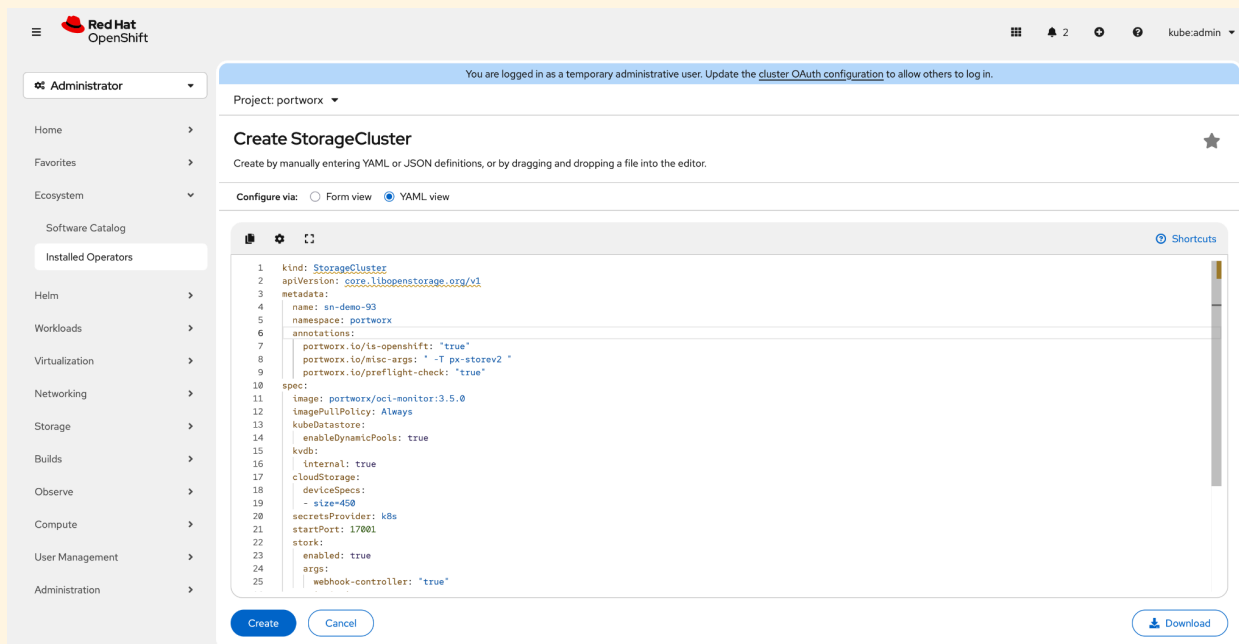 Red Hat
OpenShift
2
kube:admin
Administrator
Home
Favorites
Ecosystem
Software Catalog
Installed Operators
Helm
Workloads
Virtualization
Networking
Storage
Builds
Observe
Compute
User Management
Administration
You are logged in as a temporary administrative user. Update the cluster OAuth configuration to allow others to log in.
Project: portworx
Create StorageCluster
Create by manually entering YAML or JSON definitions, or by dragging and dropping a file into the editor.
Configure via: Form view YAML view
Shortcuts
1 kind: StorageCluster
2 apiVersion: core.libopenstorage.org/v1
3 metadata:
4 name: sn-demo-93
5 namespace: portworx
6 annotations:
7 portworx.io/is-openshift: "true"
8 portworx.io/misc-args: " -T px-storev2 "
9 portworx.io/preflight-check: "true"
10 spec:
11 image: portworx/oci-monitor:3.5.0
12 imagePullPolicy: Always
13 kubeDatastore:
14 enableDynamicPools: true
15 kvdb:
16 internal: true
17 cloudStorage:
18 deviceSpecs:
19 - size=450
20 secretsProvider: k8s
21 startPort: 17001
22 stork:
23 enabled: true
24 args:
25 webhook-controller: "true"
Create
Cancel
Download